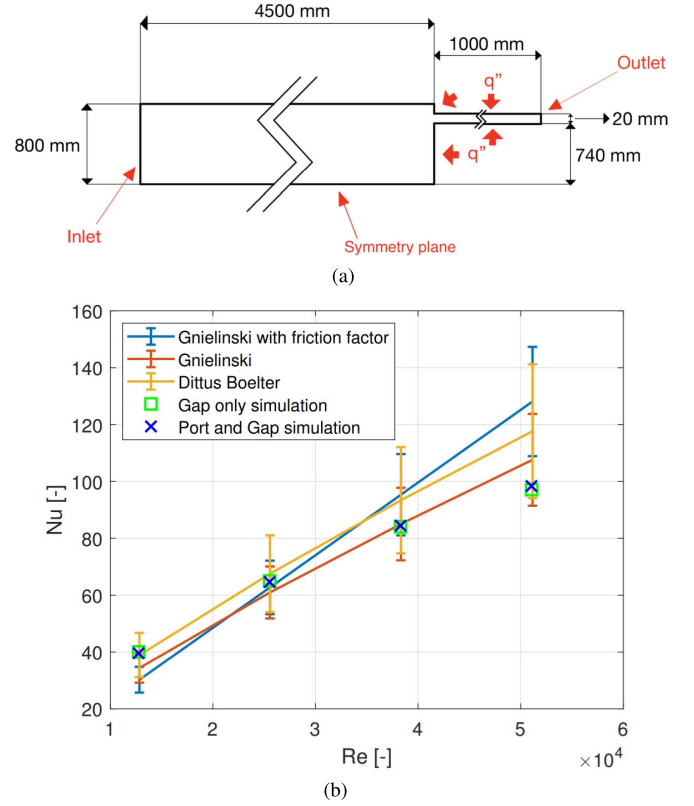 4500 mm
1000 mm
Outlet
q”
800 mm
20 mm
740 mm
q”
Inlet
Symmetry plane
(a)
160
140
120
100
80
60
40
20
Nu [-]
Gnielinski with friction factor
Gnielinski
Dittus Boelter
Gap only simulation
Port and Gap simulation
1 2 3 4 5 6
Re [-]
×10⁴
(b)